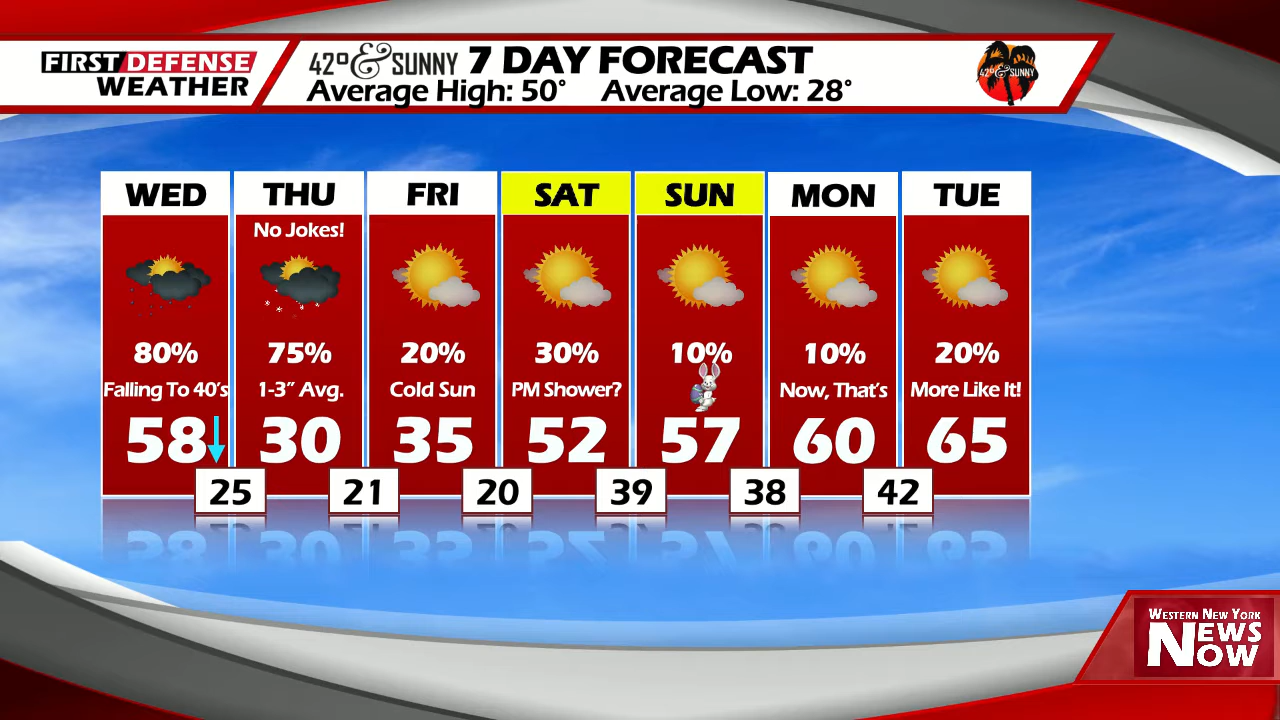 FIRST DEFENSE
WEATHER
42º & SUNNY 7 DAY FORECAST
Average High: 50° Average Low: 28°
42º & SUNNY
WED THU FRI SAT SUN MON TUE
No Jokes!
80% 75% 20% 30% 10% 10% 20%
Falling To 40's 1-3" Avg. Cold Sun PM Shower? Now, That's More Like It!
58 30 35 52 57 60 65
25 21 20 39 38 42
WESTERN NEW YORK
NEWS
NOW